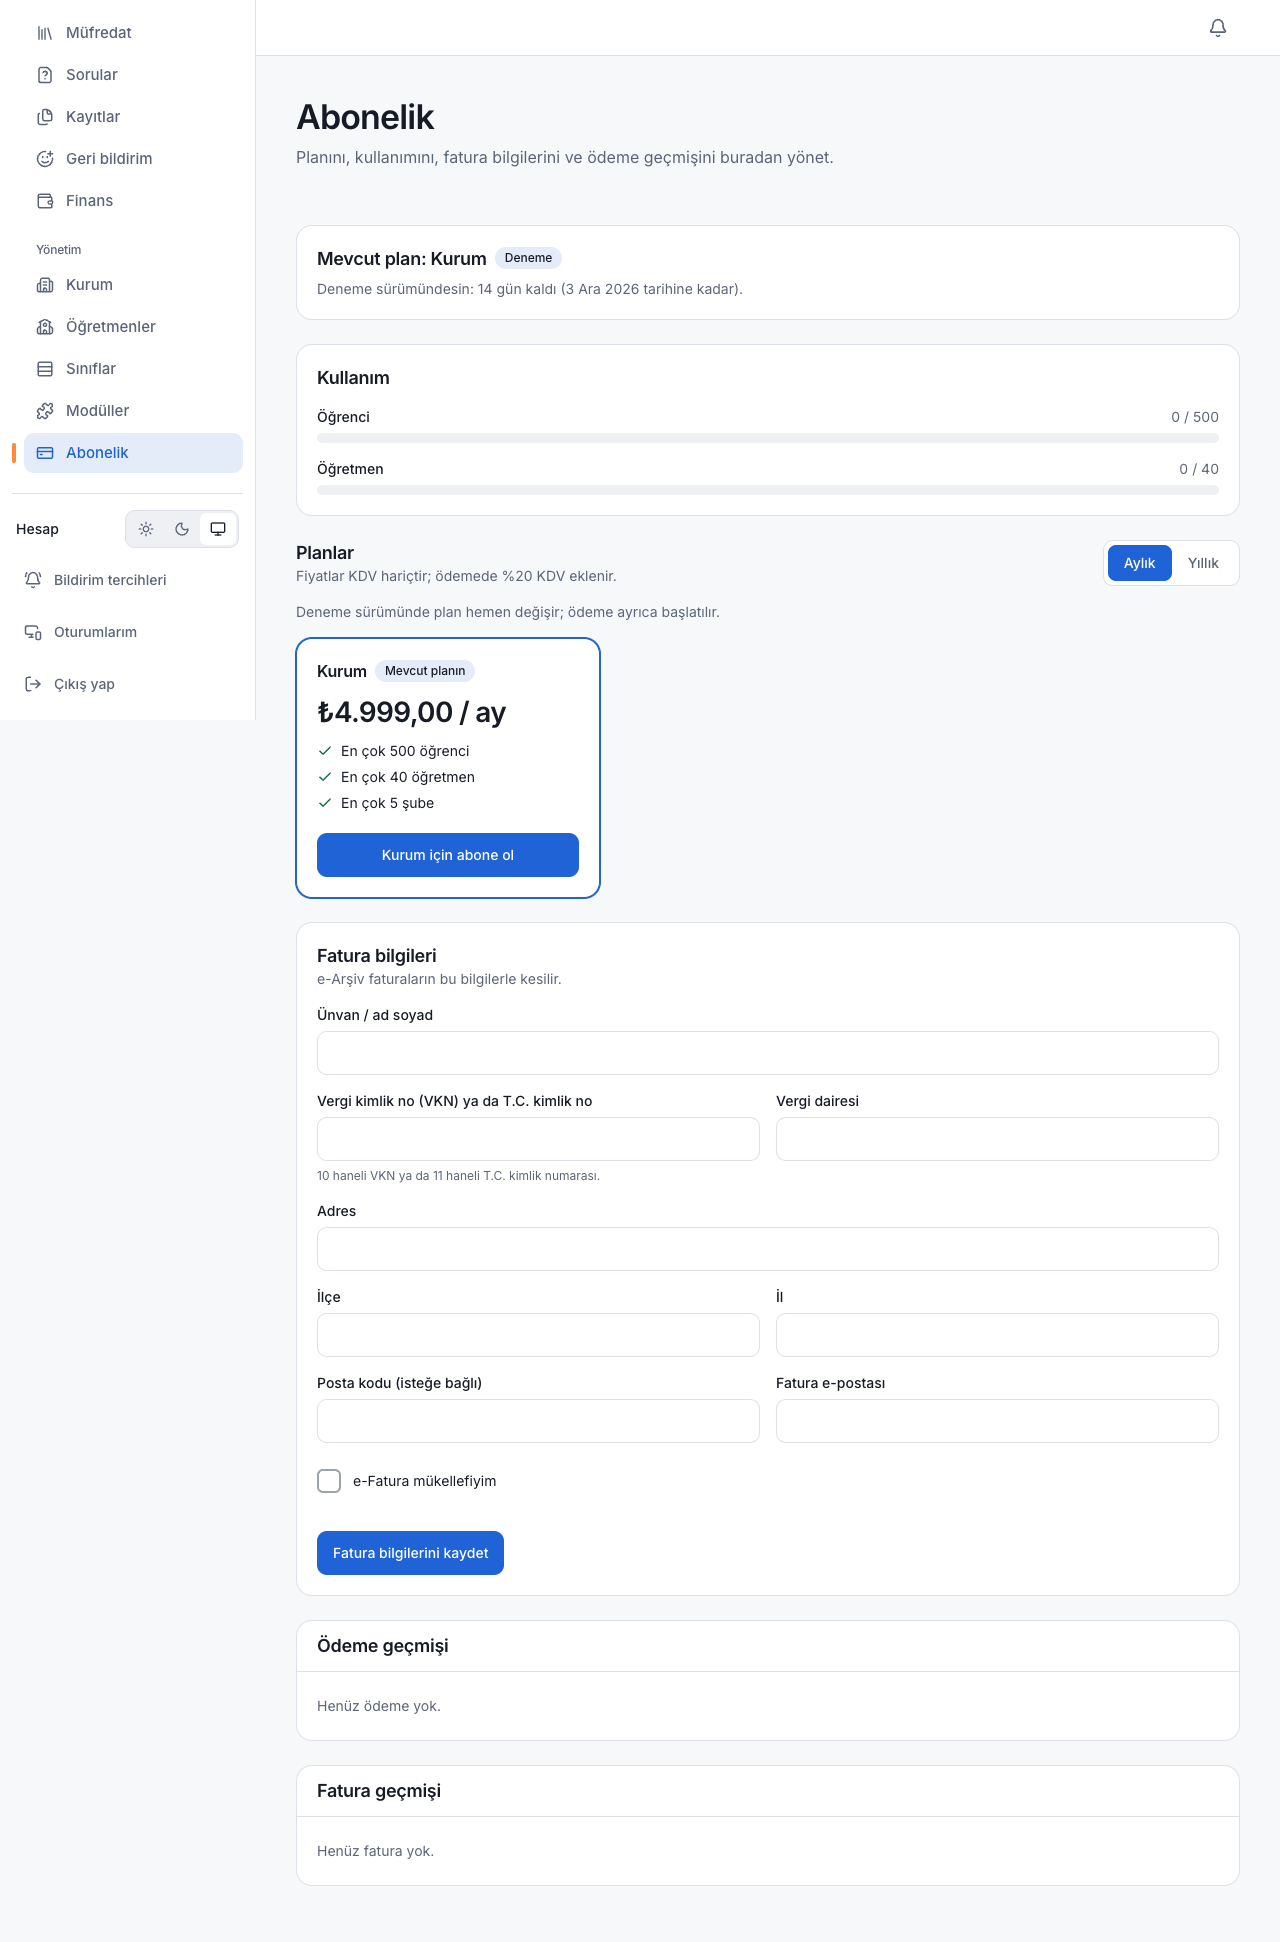 Müfredat
Sorular
Kayıtlar
Geri bildirim
Finans
Yönetim
Kurum
Öğretmenler
Sınıflar
Modüller
Abonelik
Hesap
Bildirim tercihleri
Oturumlarım
Çıkış yap
Abonelik
Planını, kullanımını, fatura bilgilerini ve ödeme geçmişini buradan yönet.
Mevcut plan: Kurum Deneme
Deneme sürümündesin: 14 gün kaldı (3 Ara 2026 tarihine kadar).
Kullanım
Öğrenci 0 / 500
Öğretmen 0 / 40
Planlar
Fiyatlar KDV hariçtir; ödemede %20 KDV eklenir.
Aylık Yıllık
Deneme sürümünde plan hemen değişir; ödeme ayrıca başlatılır.
Kurum Mevcut planın
₺4.999,00 / ay
En çok 500 öğrenci
En çok 40 öğretmen
En çok 5 şube
Kurum için abone ol
Fatura bilgileri
e-Arşiv faturaların bu bilgilerle kesilir.
Ünvan / ad soyad
Vergi kimlik no (VKN) ya da T.C. kimlik no Vergi dairesi
10 haneli VKN ya da 11 haneli T.C. kimlik numarası.
Adres
İlçe İl
Posta kodu (isteğe bağlı) Fatura e-postası
e-Fatura mükellefiyim
Fatura bilgilerini kaydet
Ödeme geçmişi
Henüz ödeme yok.
Fatura geçmişi
Henüz fatura yok.